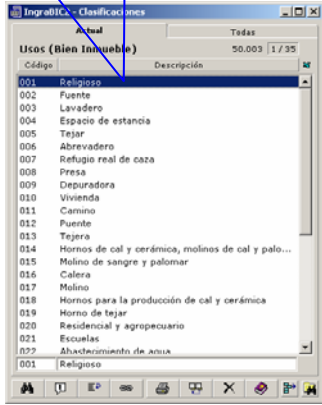 IngraBIC2 - Clasificaciones
Actual Todas
Usos (Bien Inmueble) 50.003 1/35
Código Descripción
001 Religioso
002 Fuente
003 Lavadero
004 Espacio de estancia
005 Tejar
006 Abrevadero
007 Refugio real de caza
008 Presa
009 Depuradora
010 Vivienda
011 Camino
012 Puente
013 Tejera
014 Hornos de cal y cerámica, molinos de cal y palo...
015 Molino de sangre y palomar
016 Calera
017 Molino
018 Hornos para la producción de cal y cerámica
019 Horno de tejar
020 Residencial y agropecuario
021 Escuelas
022 Abastecimiento de agua
001 Religioso